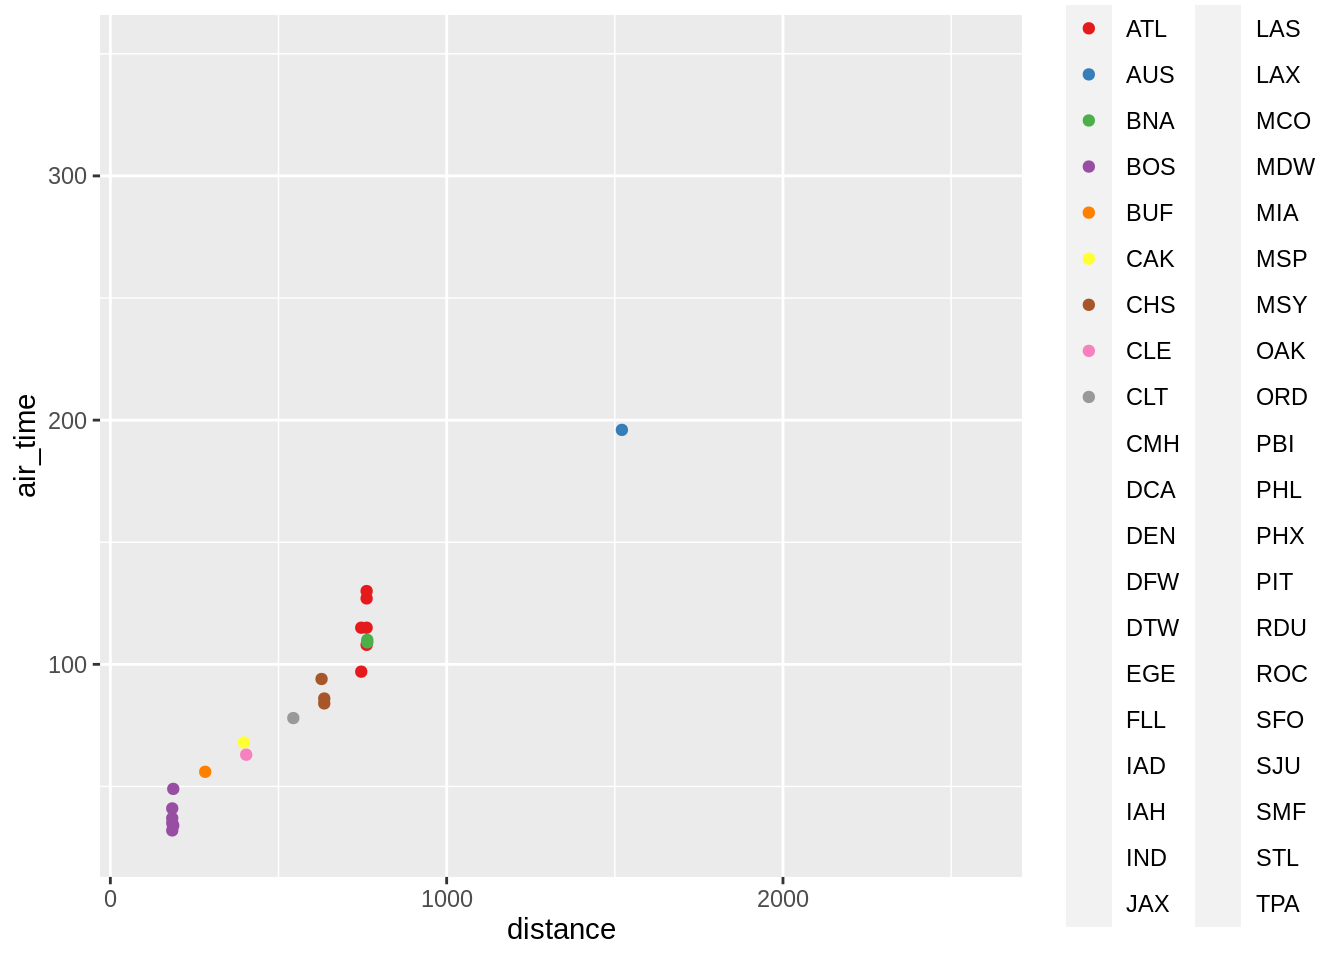 300
200
100
air_time
0
1000
2000
distance
ATL
AUS
BNA
BOS
BUF
CAK
CHS
CLE
CLT
CMH
DCA
DEN
DFW
DTW
EGE
FLL
IAD
IAH
IND
JAX
LAS
LAX
MCO
MDW
MIA
MSP
MSY
OAK
ORD
PBI
PHL
PHX
PIT
RDU
ROC
SFO
SJU
SMF
STL
TPA